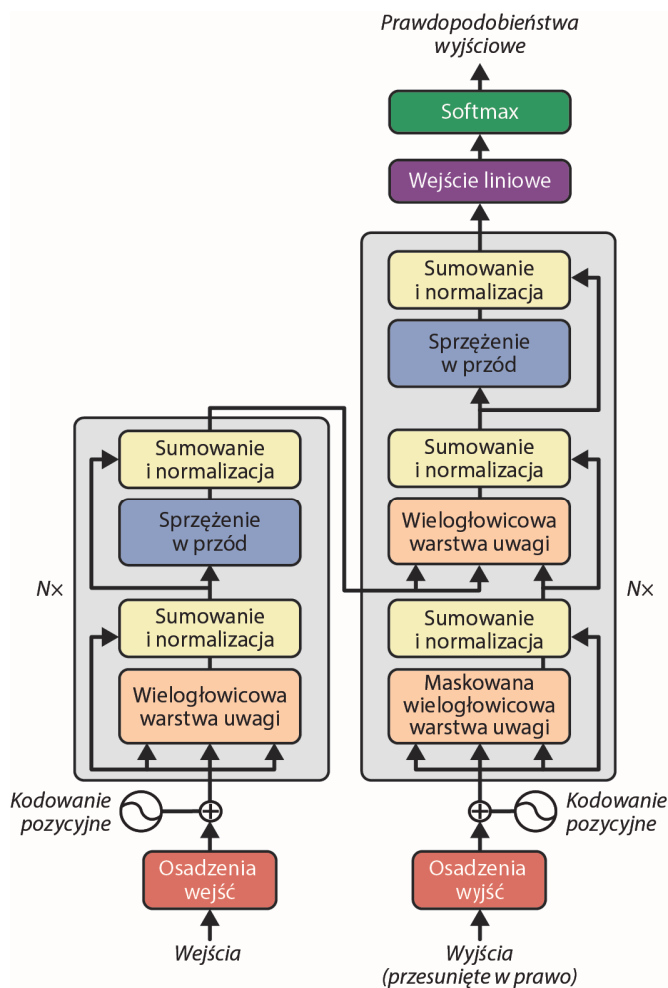 Prawdopodobieństwa
wyjściowe
Softmax
Wejście liniowe
Sumowanie
i normalizacja
Sprzężenie
w przód
Sumowanie
i normalizacja
Wielogłowicowa
warstwa uwagi
Sumowanie
i normalizacja
Maskowana
wielogłowicowa
warstwa uwagi
N×
Kodowanie
pozycyjne
Osadzenia
wyjść
Wyjścia
(przesunięte w prawo)
Sumowanie
i normalizacja
Sprzężenie
w przód
N×
Sumowanie
i normalizacja
Wielogłowicowa
warstwa uwagi
Kodowanie
pozycyjne
Osadzenia
wejść
Wejścia